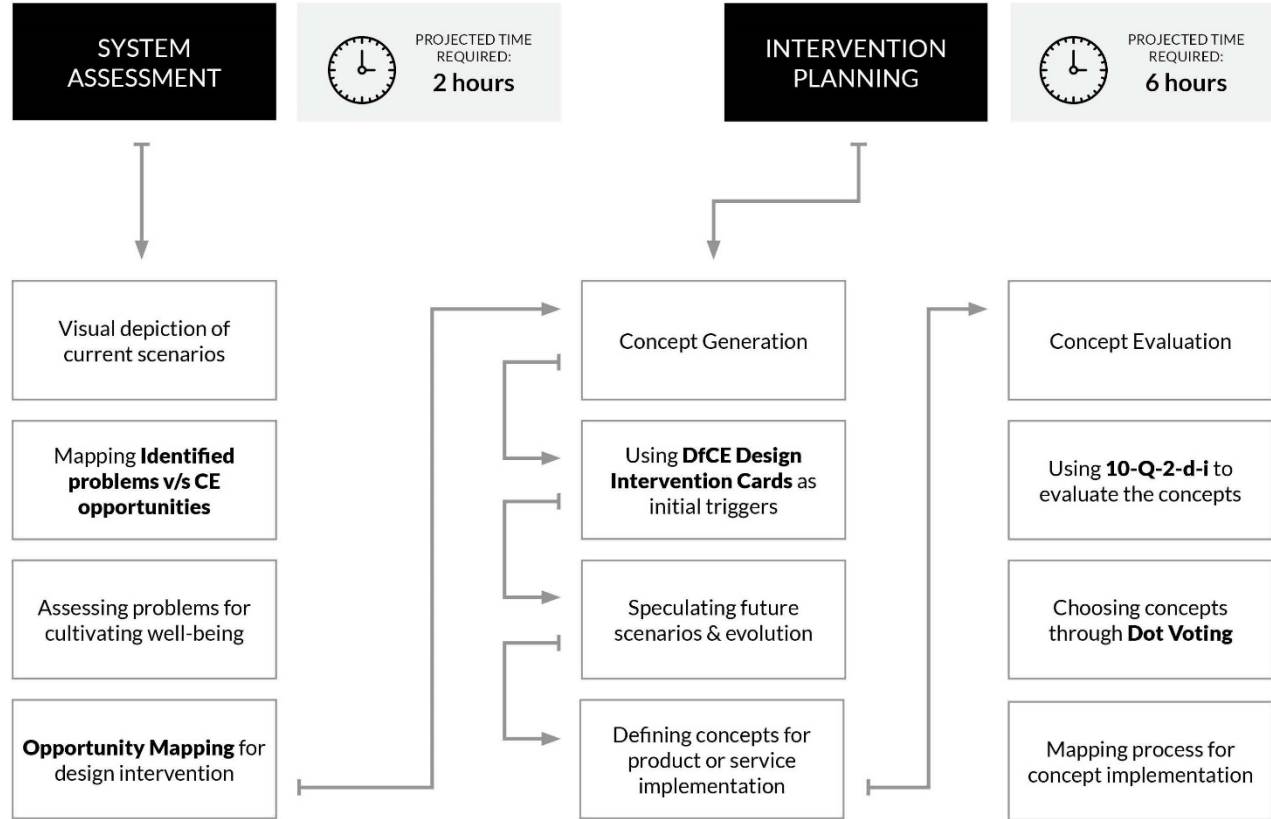 SYSTEM
ASSESSMENT
PROJECTED TIME
REQUIRED:
2 hours
INTERVENTION
PLANNING
PROJECTED TIME
REQUIRED:
6 hours
Visual depiction of
current scenarios
Mapping Identified
problems v/s CE
opportunities
Assessing problems for
cultivating well-being
Opportunity Mapping for
design intervention
Concept Generation
Using DfCE Design
Intervention Cards as
initial triggers
Speculating future
scenarios & evolution
Defining concepts for
product or service
implementation
Concept Evaluation
Using 10-Q-2-d-i to
evaluate the concepts
Choosing concepts
through Dot Voting
Mapping process for
concept implementation